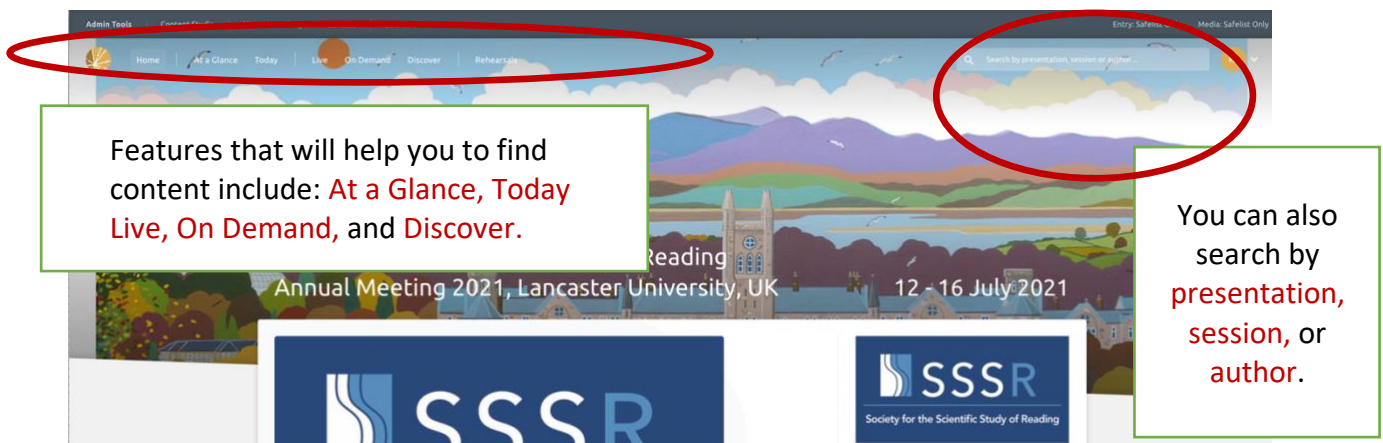 Admin Tools
Entry: Safelist Media: Safelist Only
Home At a Glance Today Live On Demand Discover Rehearsals
Search by presentation, session or author...
Features that will help you to find
content include: At a Glance, Today
Live, On Demand, and Discover.
You can also
search by
presentation,
session, or
author.
Reading
Annual Meeting 2021, Lancaster University, UK 12 - 16 July 2021
SSSR
SSSR
Society for the Scientific Study of Reading